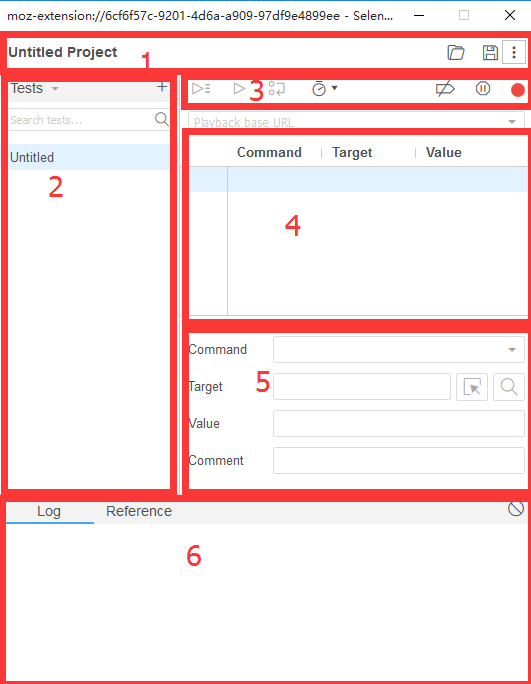 moz-extension://6cf6f57c-9201-4d6a-a909-97df9e4899ee - Selen...
Untitled Project
1
Tests
3
Search tests...
Playback base URL
Untitled
2
Command Target Value
4
Command
Target
5
Value
Comment
Log Reference
6